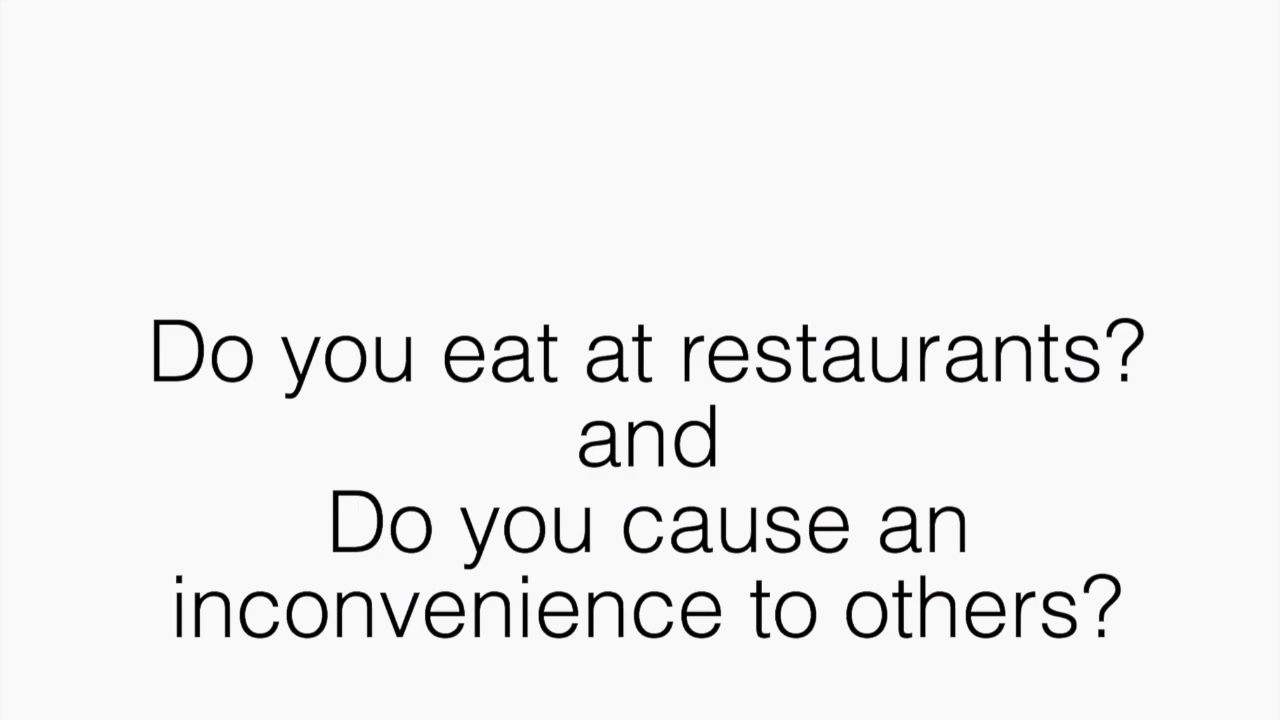 Do you eat at restaurants?
and
Do you cause an
inconvenience to others?